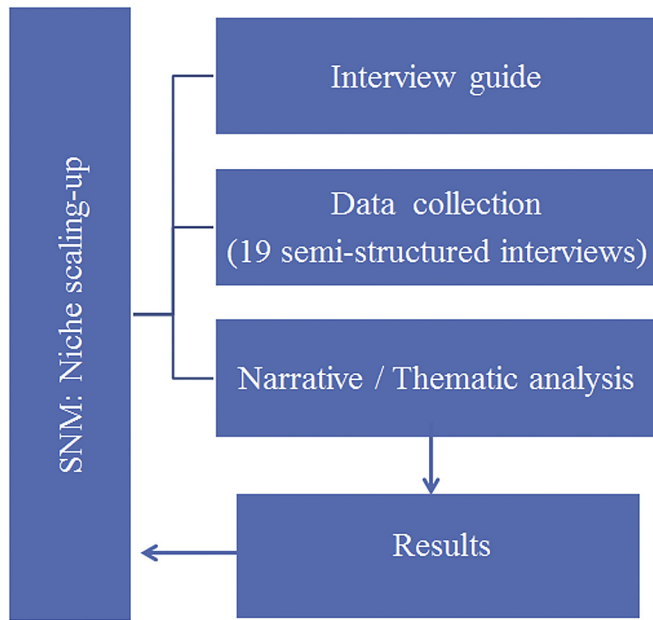 SNM: Niche scaling-up
Interview guide
Data collection
(19 semi-structured interviews)
Narrative / Thematic analysis
Results